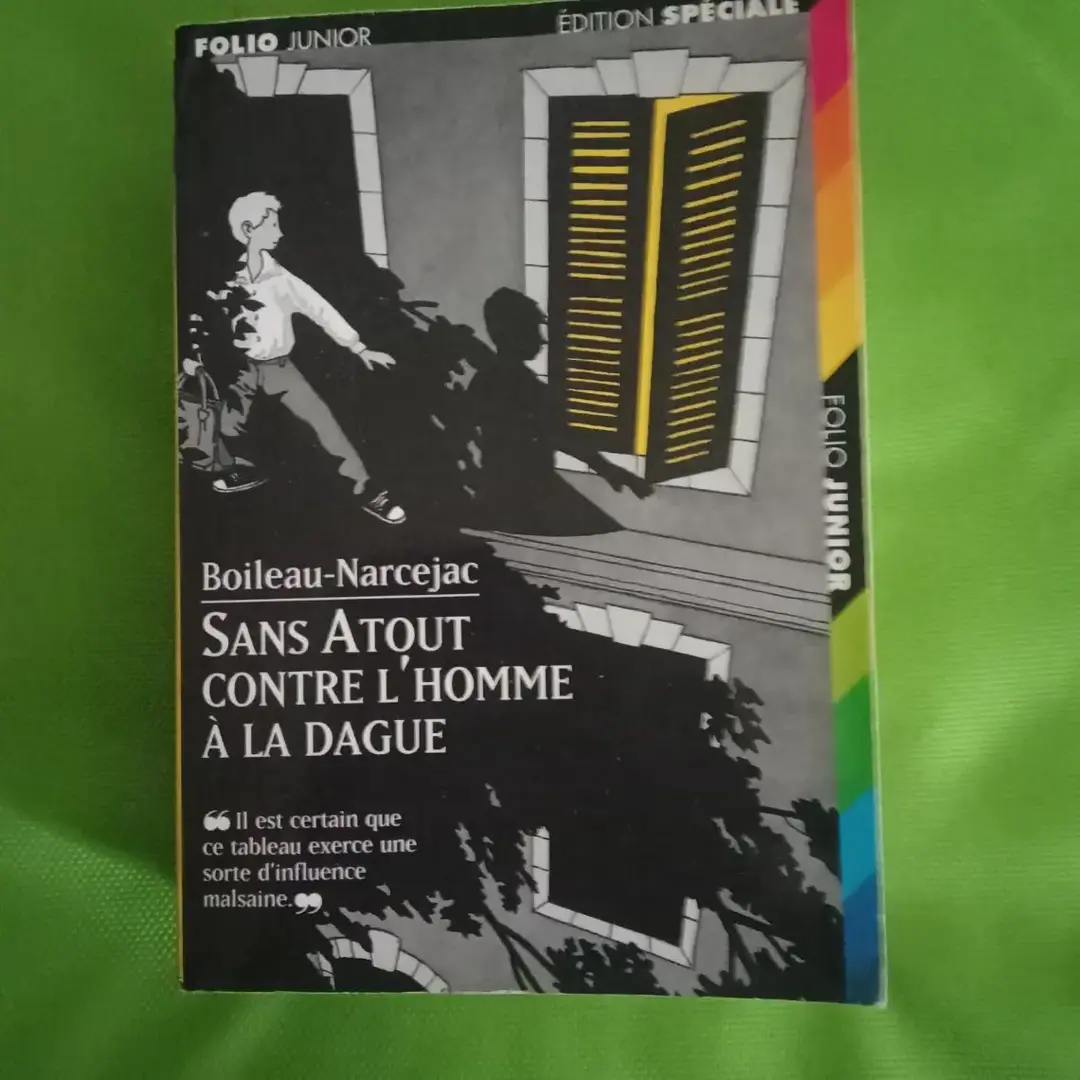 FOLIO JUNIOR
ÉDITION SPÉCIALE
FOLIO JUNIOR
Boileau-Narcejac
SANS ATOUT
CONTRE L'HOMME
À LA DAGUE
❝ Il est certain que
ce tableau exerce une
sorte d'influence
malsaine.❞